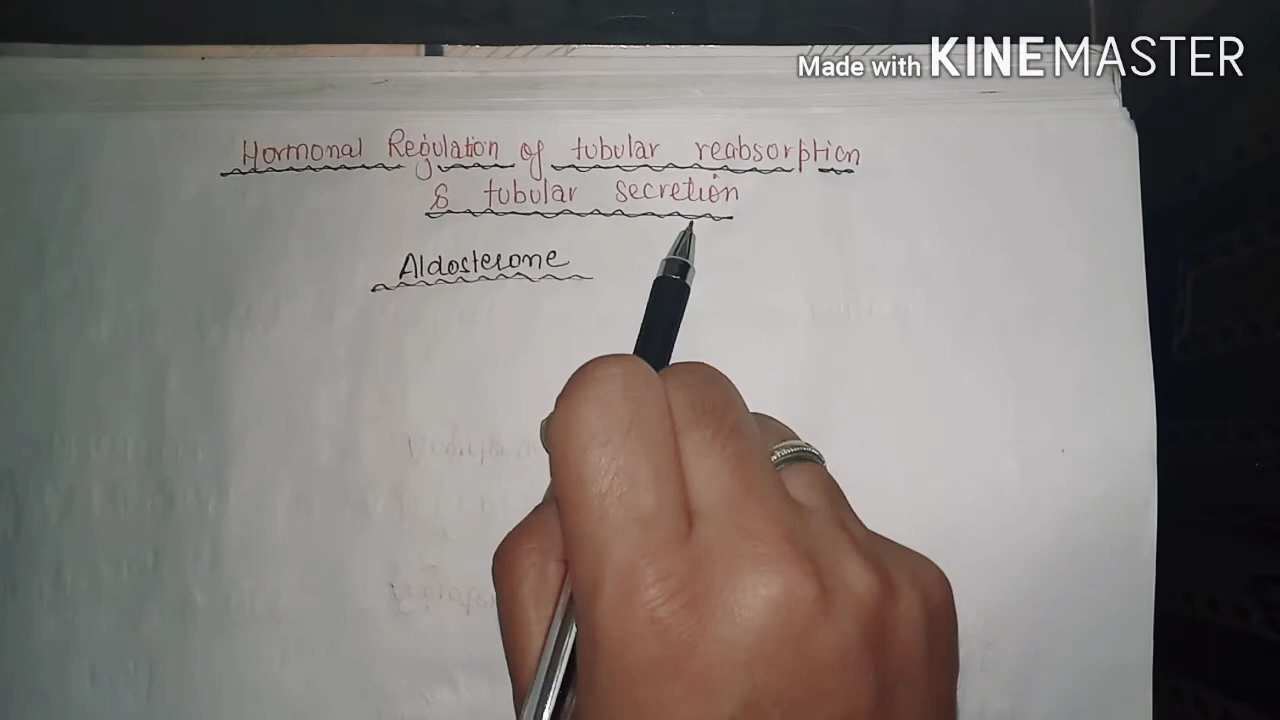 Made with KINEMASTER
Hormonal Regulation of tubular reabsorption
& tubular secretion
Aldosterone